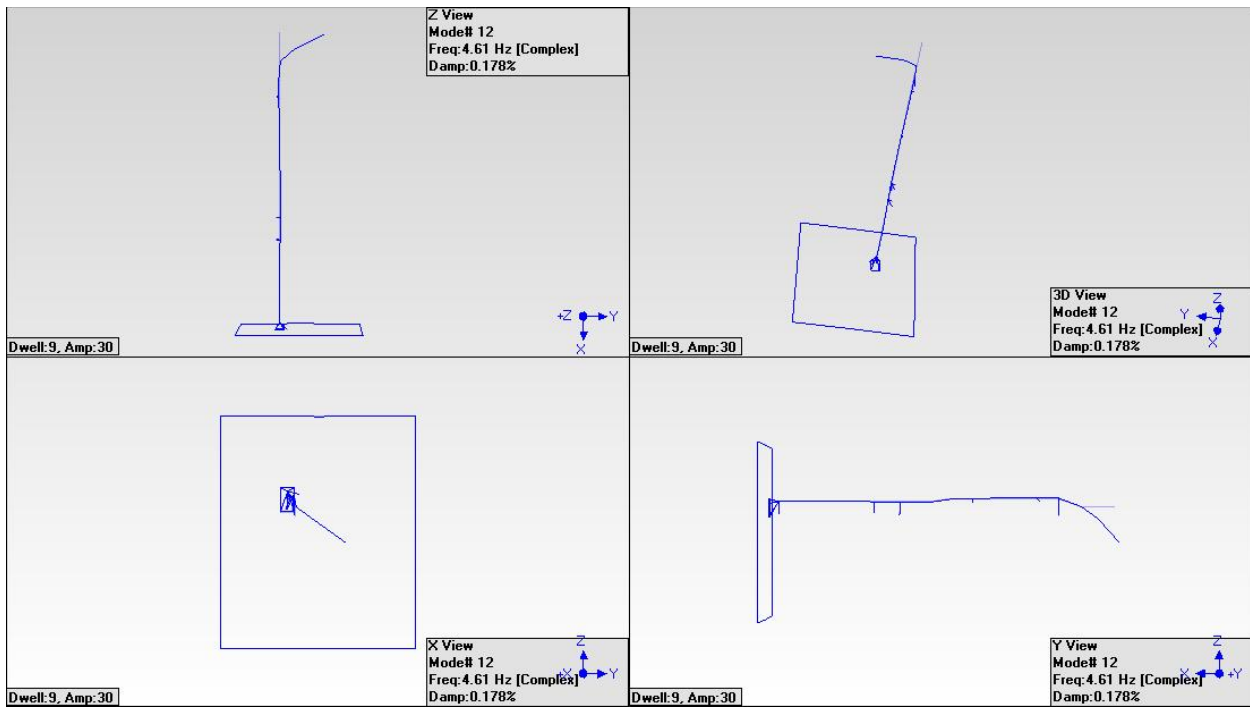 Z View
Mode# 12
Freq:4.61 Hz [Complex]
Damp:0.178%
+Z
Y
X
Dwell:9, Amp:30
3D View
Mode# 12
Freq:4.61 Hz [Complex]
Damp:0.178%
Z
Y
X
Dwell:9, Amp:30
X View
Mode# 12
Freq:4.61 Hz [Complex]
Damp:0.178%
Z
+X
Y
Dwell:9, Amp:30
Y View
Mode# 12
Freq:4.61 Hz [Complex]
Damp:0.178%
Z
X
+Y
Dwell:9, Amp:30